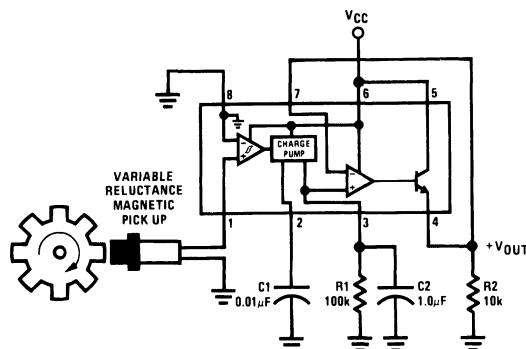 VCC
8
7
6
5
CHARGE
PUMP
VARIABLE
RELUCTANCE
MAGNETIC
PICK UP
1
2
3
4
+VOUT
C1
0.01μF
R1
100k
C2
1.0μF
R2
10k